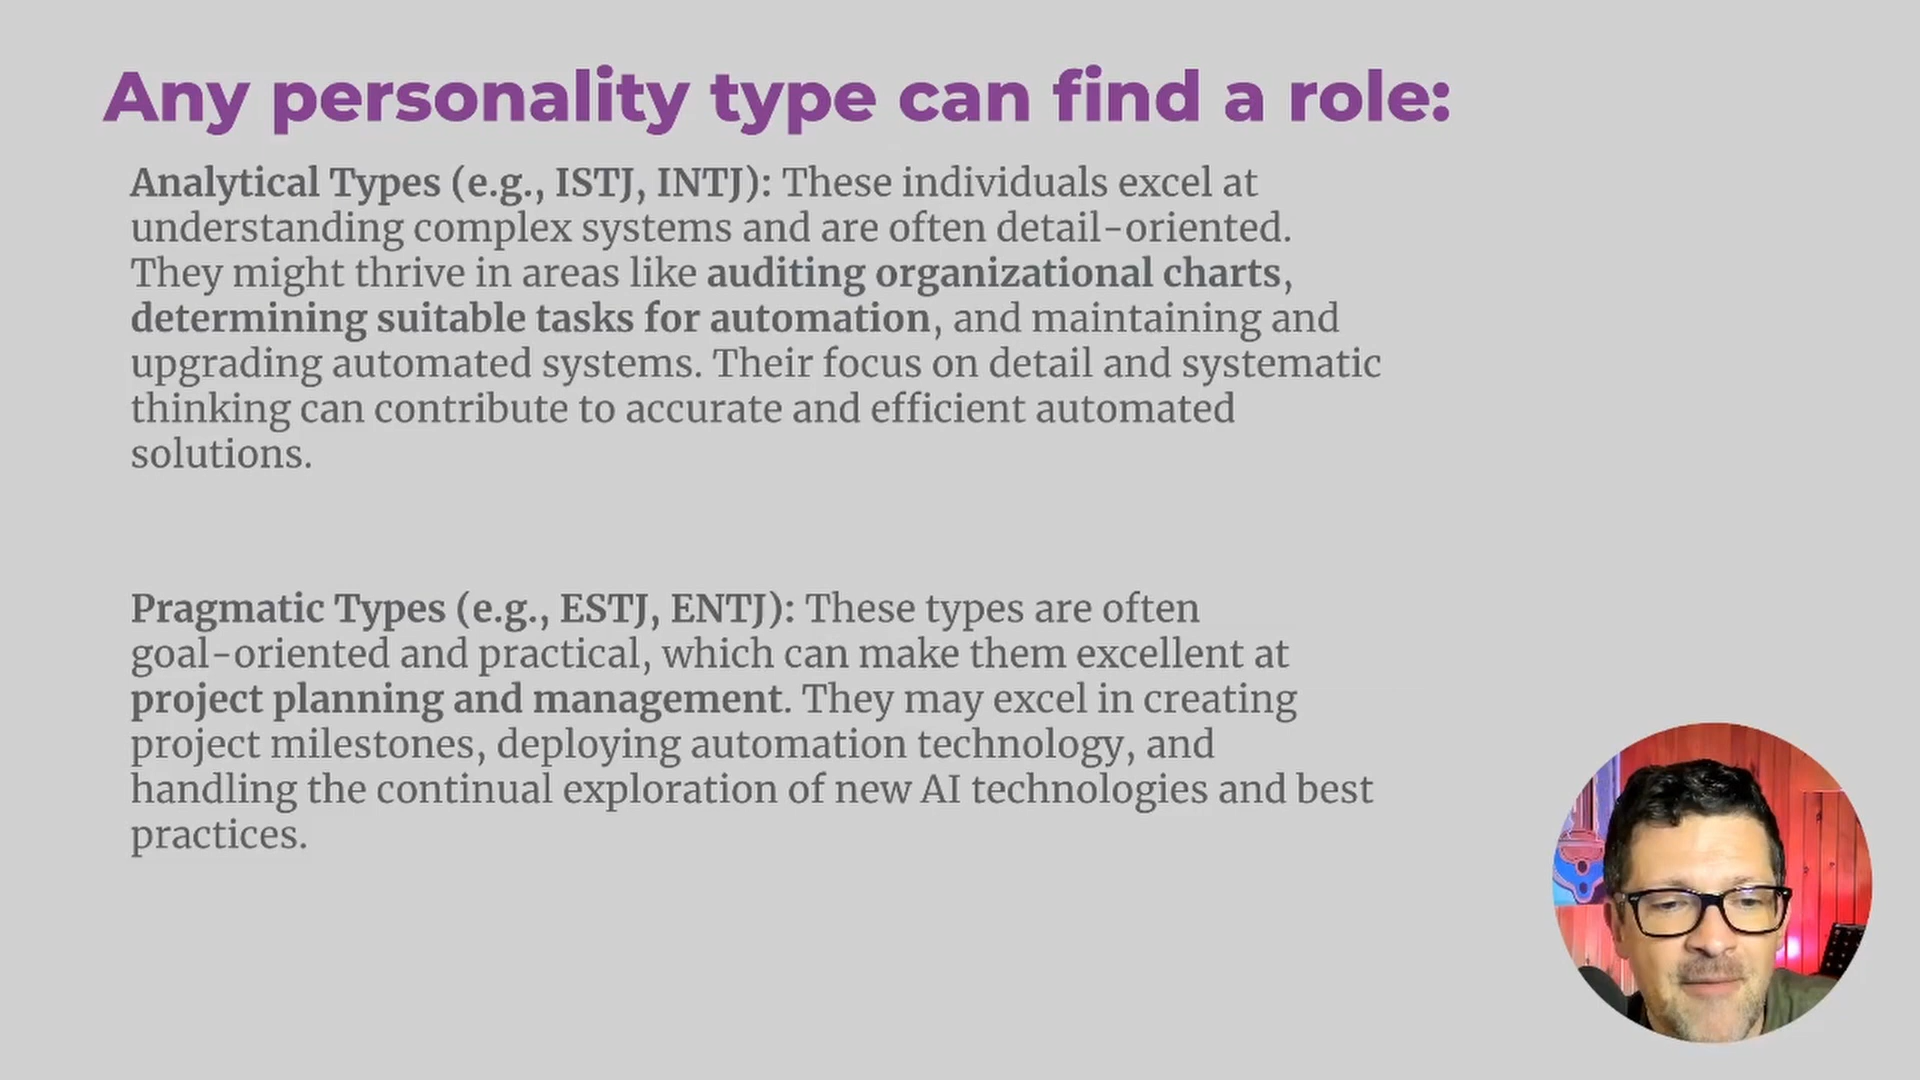 Any personality type can find a role:
Analytical Types (e.g., ISTJ, INTJ): These individuals excel at
understanding complex systems and are often detail-oriented.
They might thrive in areas like auditing organizational charts,
determining suitable tasks for automation, and maintaining and
upgrading automated systems. Their focus on detail and systematic
thinking can contribute to accurate and efficient automated
solutions.
Pragmatic Types (e.g., ESTJ, ENTJ): These types are often
goal-oriented and practical, which can make them excellent at
project planning and management. They may excel in creating
project milestones, deploying automation technology, and
handling the continual exploration of new AI technologies and best
practices.